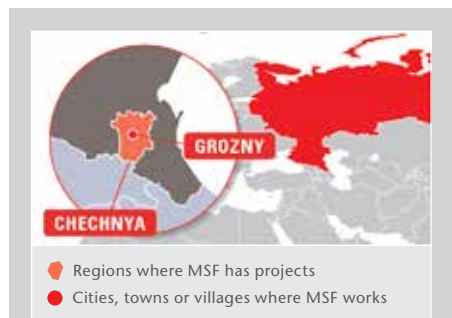 GROZNY
CHECHNYA
Regions where MSF has projects
Cities, towns or villages where MSF works